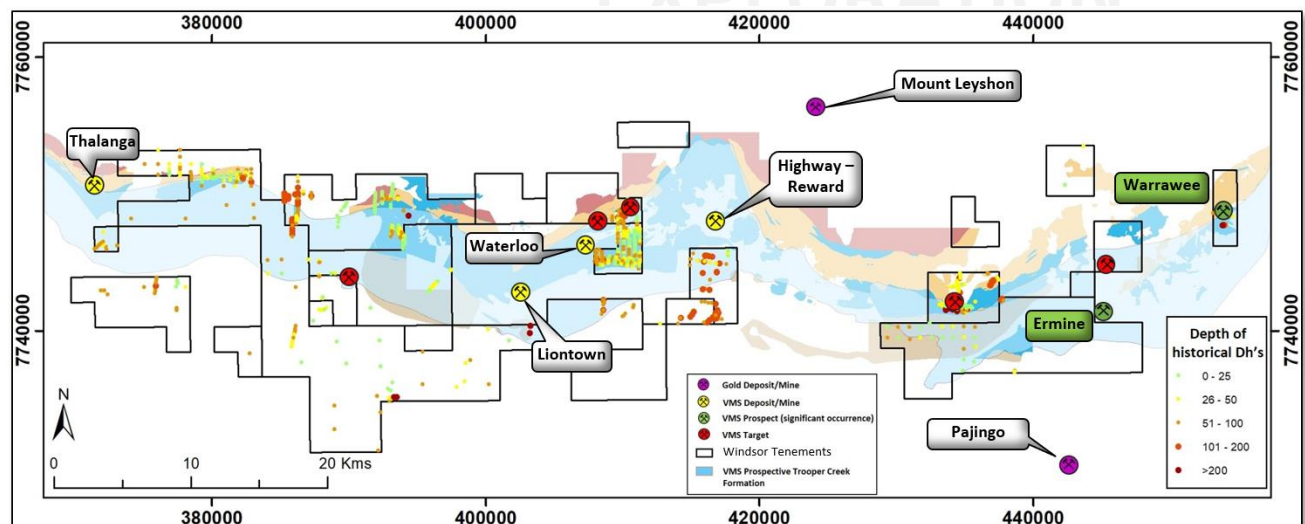 EXPLORATION
380000
400000
420000
440000
7760000
7760000
Mount Leyshon
Thalanga
Highway –
Reward
Warrawee
Waterloo
7740000
7740000
Ermine
Liontown
Depth of
historical Dh's
0 - 25
26 - 50
51 - 100
101 - 200
>200
N
Gold Deposit/Mine
VMS Deposit/Mine
VMS Prospect (significant occurrence)
VMS Target
Windsor Tenements
VMS Prospective Trooper Creek
Formation
Pajingo
0
10
20 Kms
380000
400000
420000
440000